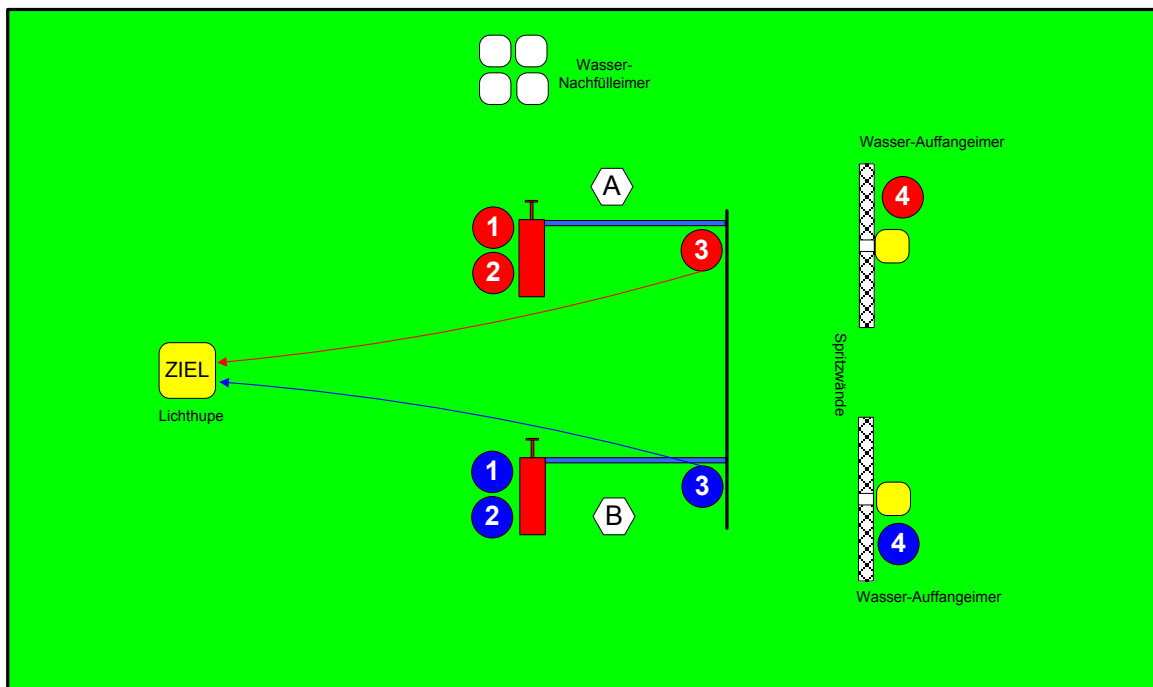 Wasser-
Nachfülleimer
Wasser-Auffangeimer
A
4
1
3
2
Spritzwände
ZIEL
Lichthupe
1
3
2
B
4
Wasser-Auffangeimer